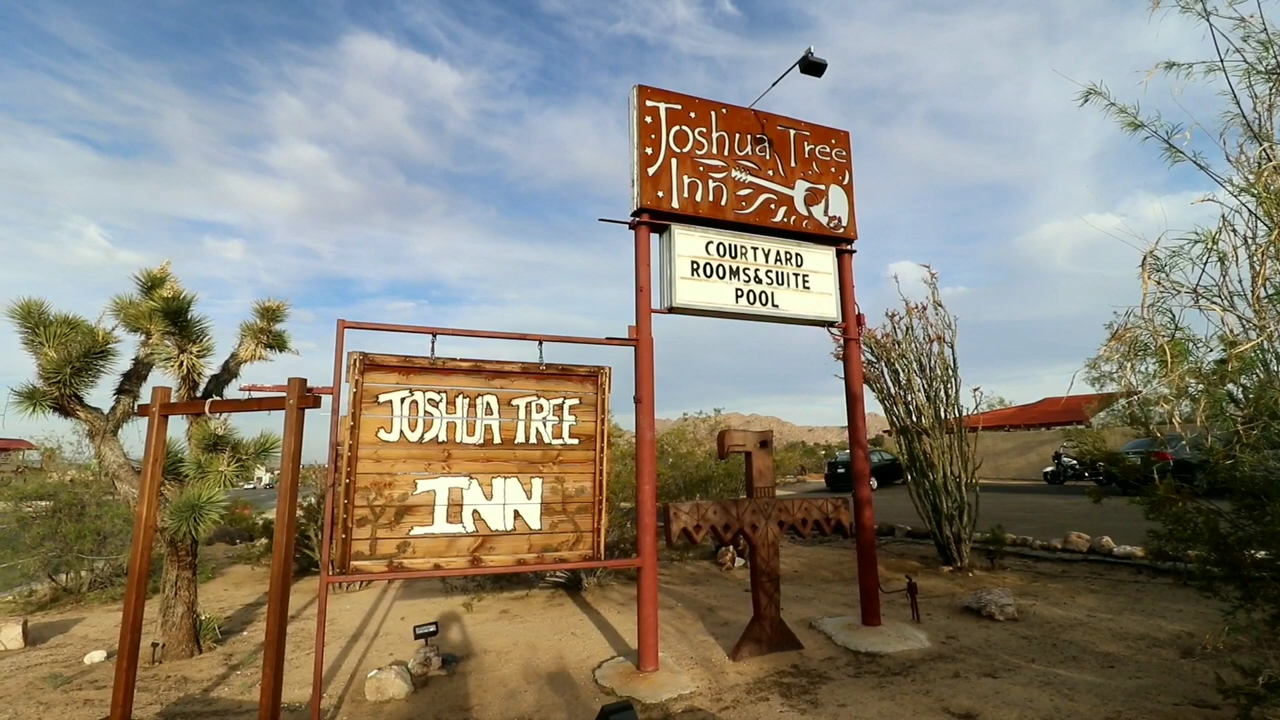 Joshua Tree
Inn
COURTYARD
ROOMS&SUITE
POOL
JOSHUA TREE
INN